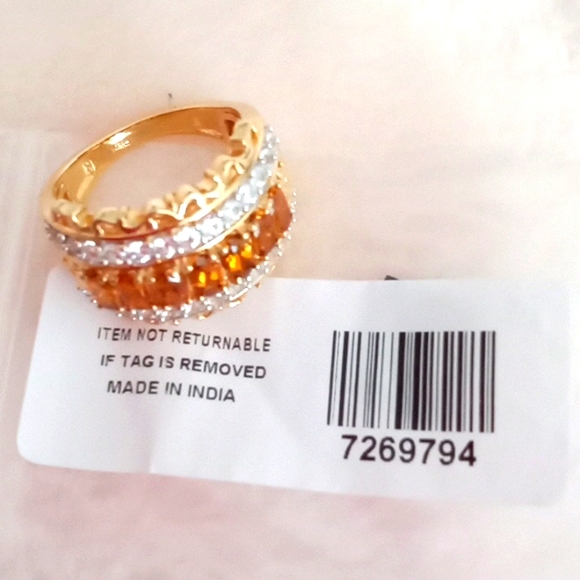 ITEM NOT RETURNABLE
IF TAG IS REMOVED
MADE IN INDIA
7269794